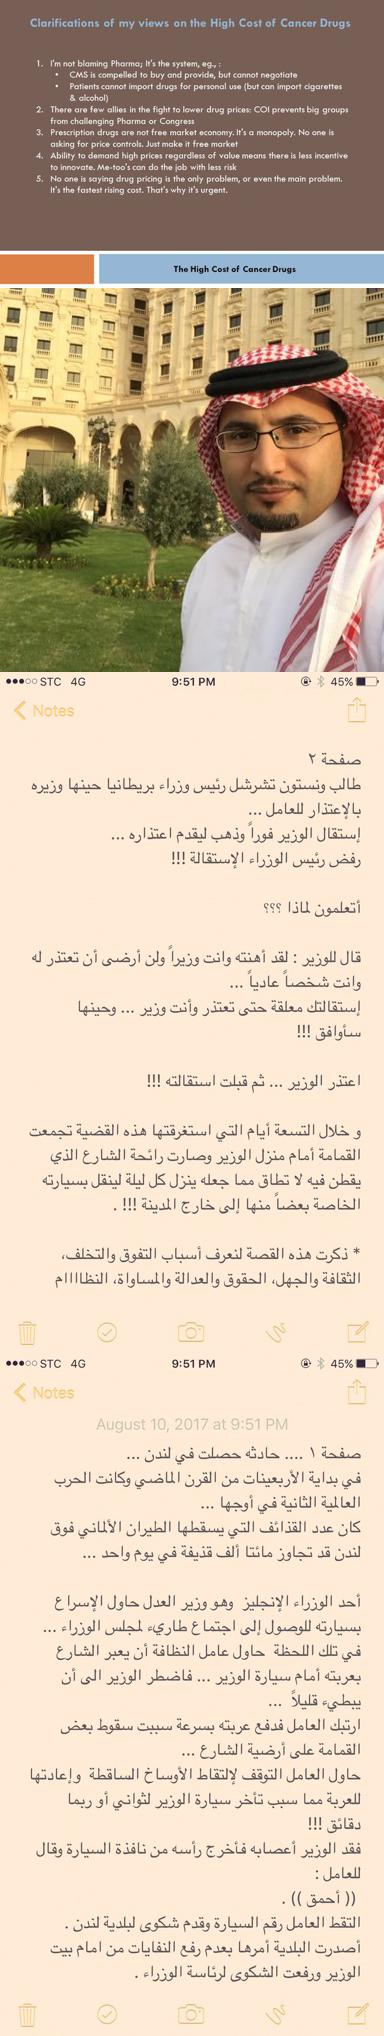 Clarifications of my views on the High Cost of Cancer Drugs
1. I'm not blaming Pharma; It's the system, eg., :
• CMS is compelled to buy and provide, but cannot negotiate
• Patients cannot import drugs for personal use (but can import cigarettes
& alcohol)
2. There are few allies in the fight to lower drug prices: COI prevents big groups
from challenging Pharma or Congress
3. Prescription drugs are not free market economy. It's a monopoly. No one is
asking for price controls. Just make it free market
4. Ability to demand high prices regardless of value means there is less incentive
to innovate. Me-too's can do the job with less risk
5. No one is saying drug pricing is the only problem, or even the main problem.
It's the fastest rising cost. That's why it's urgent.
The High Cost of Cancer Drugs
STC 4G 9:51 PM 45%
Notes
صفحة ٢
طالب ونستون تشرشل رئيس وزراء بريطانيا حينها وزيره
بالإعتذار للعامل ...
إستقال الوزير فوراً وذهب ليقدم اعتذاره ...
رفض رئيس الوزراء الإستقالة !!!
أتعلمون لماذا ؟؟؟
قال للوزير : لقد أهنته وانت وزيراً ولن أرضى أن تعتذر له
وانت شخصاً عادياً ...
إستقالتك معلقة حتى تعتذر وأنت وزير ... وحينها
سأوافق !!!
اعتذر الوزير ... ثم قبلت استقالته !!!
و خلال التسعة أيام التي استغرقتها هذه القضية تجمعت
القمامة أمام منزل الوزير وصارت رائحة الشارع الذي
يقطن فيه لا تطاق مما جعله ينزل كل ليلة لينقل بسيارته
الخاصة بعضاً منها إلى خارج المدينة !!! .
* ذكرت هذه القصة لنعرف أسباب التفوق والتخلف،
الثقافة والجهل، الحقوق والعدالة والمساواة، النظاااام
STC 4G 9:51 PM 45%
Notes
August 10, 2017 at 9:51 PM
صفحة ١ .... حادثه حصلت في لندن ...
في بداية الأربعينات من القرن الماضي وكانت الحرب
العالمية الثانية في أوجها ...
كان عدد القذائف التي يسقطها الطيران الألماني فوق
لندن قد تجاوز مائتا ألف قذيفة في يوم واحد ...
أحد الوزراء الإنجليز وهو وزير العدل حاول الإسراع
بسيارته للوصول إلى اجتماع طاريء لمجلس الوزراء ...
في تلك اللحظة حاول عامل النظافة أن يعبر الشارع
بعربته أمام سيارة الوزير ... فاضطر الوزير الى أن
يبطيء قليلاً ...
ارتبك العامل فدفع عربته بسرعة سببت سقوط بعض
القمامة على أرضية الشارع ...
حاول العامل التوقف لإلتقاط الأوساخ الساقطة وإعادتها
للعربة مما سبب تأخر سيارة الوزير لثواني أو ربما
دقائق !!!
فقد الوزير أعصابه فأخرج رأسه من نافذة السيارة وقال
للعامل :
(( أحمق )) .
التقط العامل رقم السيارة وقدم شكوى لبلدية لندن .
أصدرت البلدية أمرها بعدم رفع النفايات من امام بيت
الوزير ورفعت الشكوى لرئاسة الوزراء .